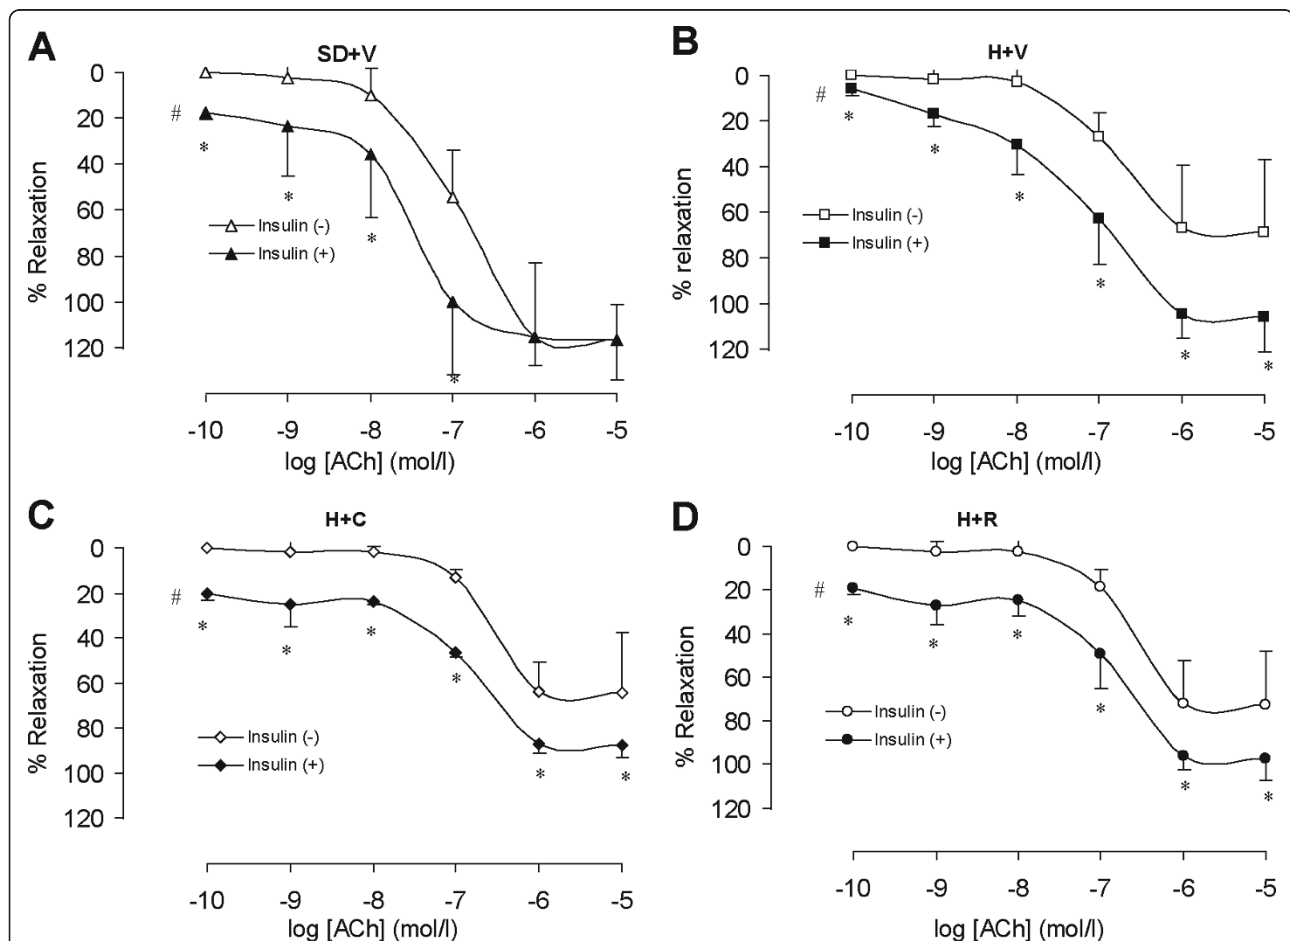 A
SD+V
% Relaxation
0
20
40
60
80
100
120
#
*
*
*
*
Insulin (-)
Insulin (+)
-10 -9 -8 -7 -6 -5
log [ACh] (mol/l)
B
H+V
% relaxation
0
20
40
60
80
100
120
#
*
*
*
*
*
*
Insulin (-)
Insulin (+)
-10 -9 -8 -7 -6 -5
log [ACh] (mol/l)
C
H+C
% Relaxation
0
20
40
60
80
100
120
#
*
*
*
*
*
*
Insulin (-)
Insulin (+)
-10 -9 -8 -7 -6 -5
log [ACh] (mol/l)
D
H+R
% Relaxation
0
20
40
60
80
100
120
#
*
*
*
*
*
*
Insulin (-)
Insulin (+)
-10 -9 -8 -7 -6 -5
log [ACh] (mol/l)